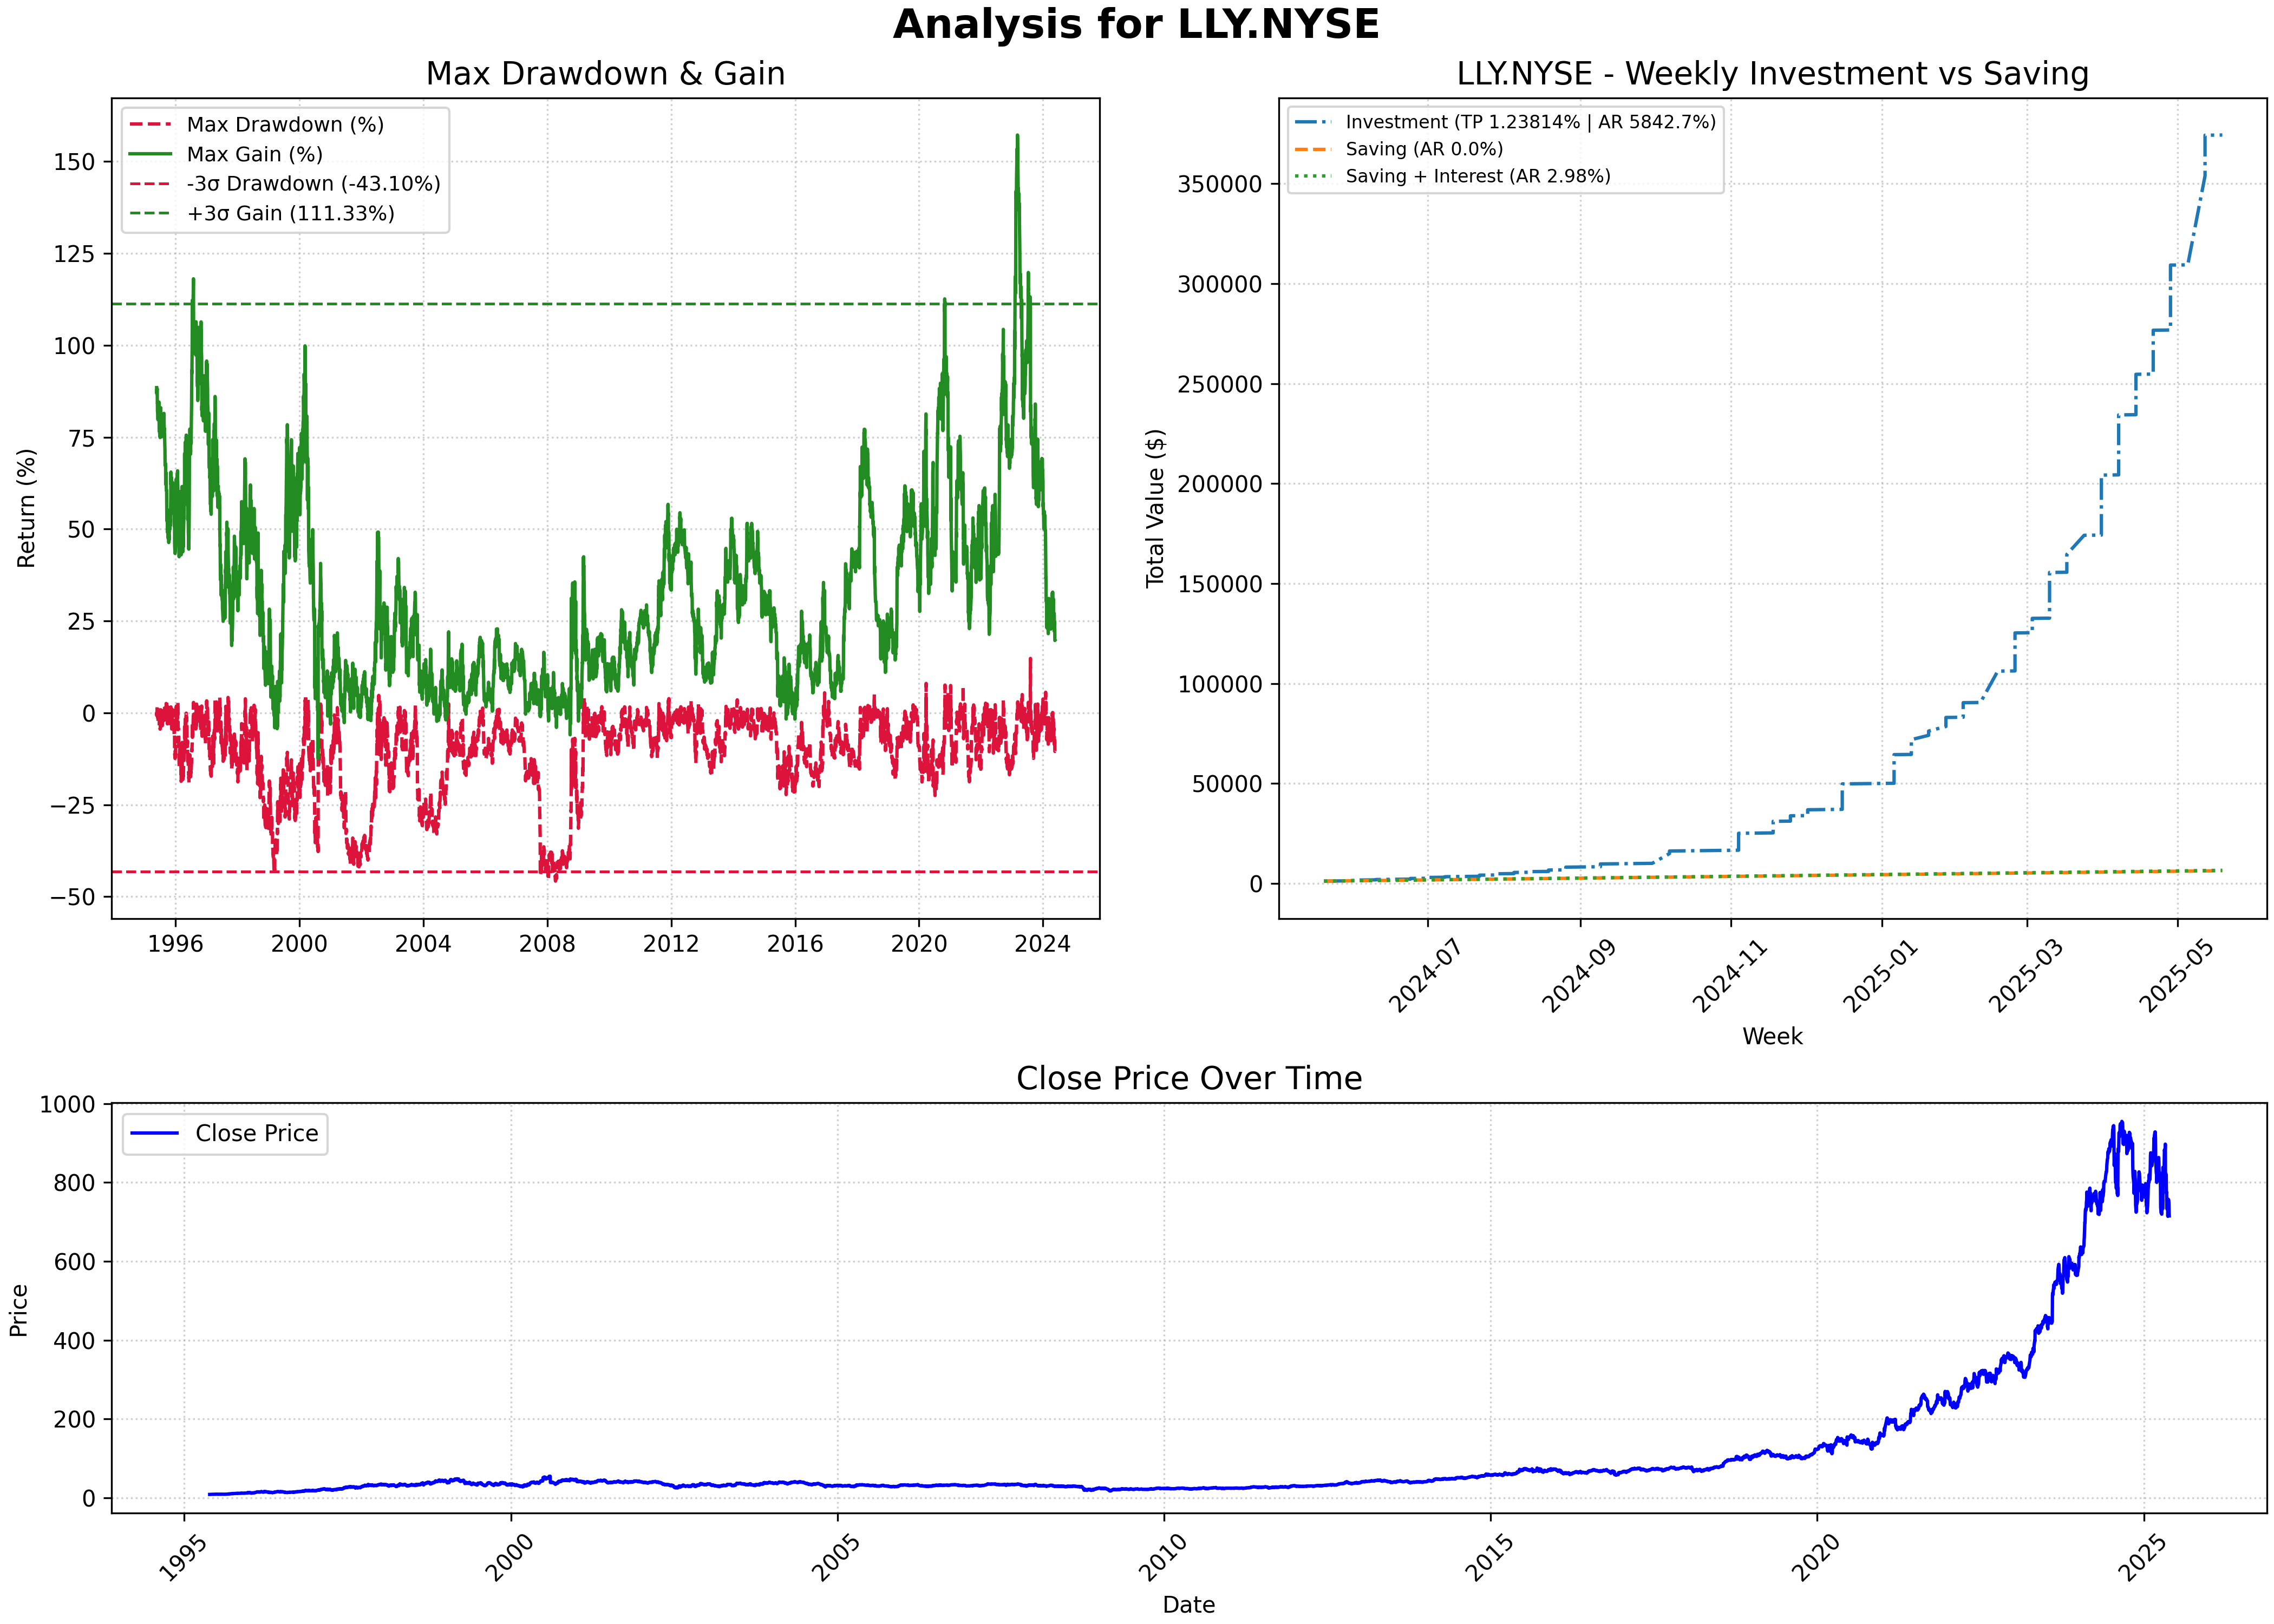 Analysis for LLY.NYSE
Max Drawdown & Gain
Max Drawdown (%)
Max Gain (%)
-3σ Drawdown (-43.10%)
+3σ Gain (111.33%)
Return (%)
150
125
100
75
50
25
0
−25
−50
1996
2000
2004
2008
2012
2016
2020
2024
LLY.NYSE - Weekly Investment vs Saving
Investment (TP 1.23814% | AR 5842.7%)
Saving (AR 0.0%)
Saving + Interest (AR 2.98%)
Total Value ($)
350000
300000
250000
200000
150000
100000
50000
0
2024-07
2024-09
2024-11
2025-01
2025-03
2025-05
Week
Close Price Over Time
Close Price
Price
1000
800
600
400
200
0
1995
2000
2005
2010
2015
2020
2025
Date